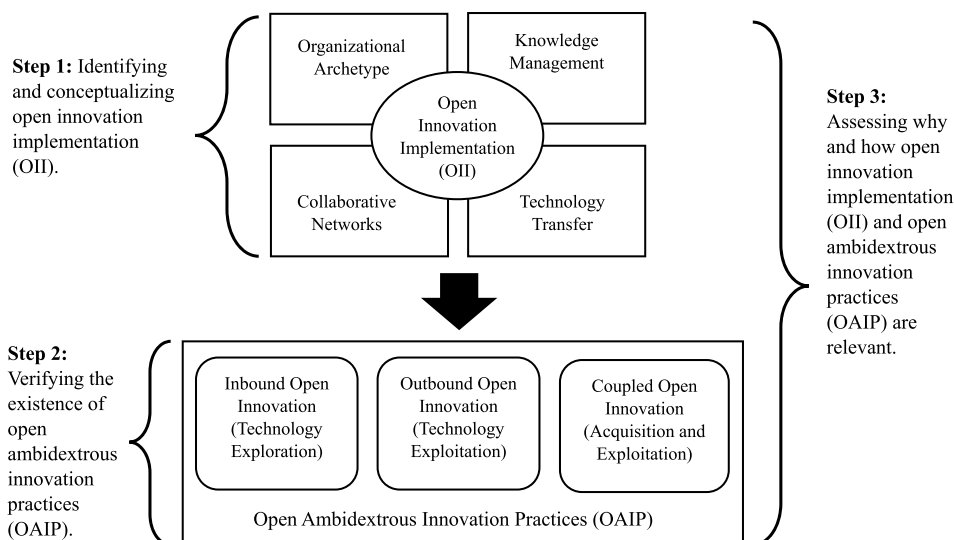 Step 1: Identifying
and conceptualizing
open innovation
implementation
(OII).
Organizational
Archetype
Knowledge
Management
Open
Innovation
Implementation
(OII)
Collaborative
Networks
Technology
Transfer
Step 2:
Verifying the
existence of
open
ambidextrous
innovation
practices
(OAIP).
Inbound Open
Innovation
(Technology
Exploration)
Outbound Open
Innovation
(Technology
Exploitation)
Coupled Open
Innovation
(Acquisition and
Exploitation)
Open Ambidextrous Innovation Practices (OAIP)
Step 3:
Assessing why
and how open
innovation
implementation
(OII) and open
ambidextrous
innovation
practices
(OAIP) are
relevant.